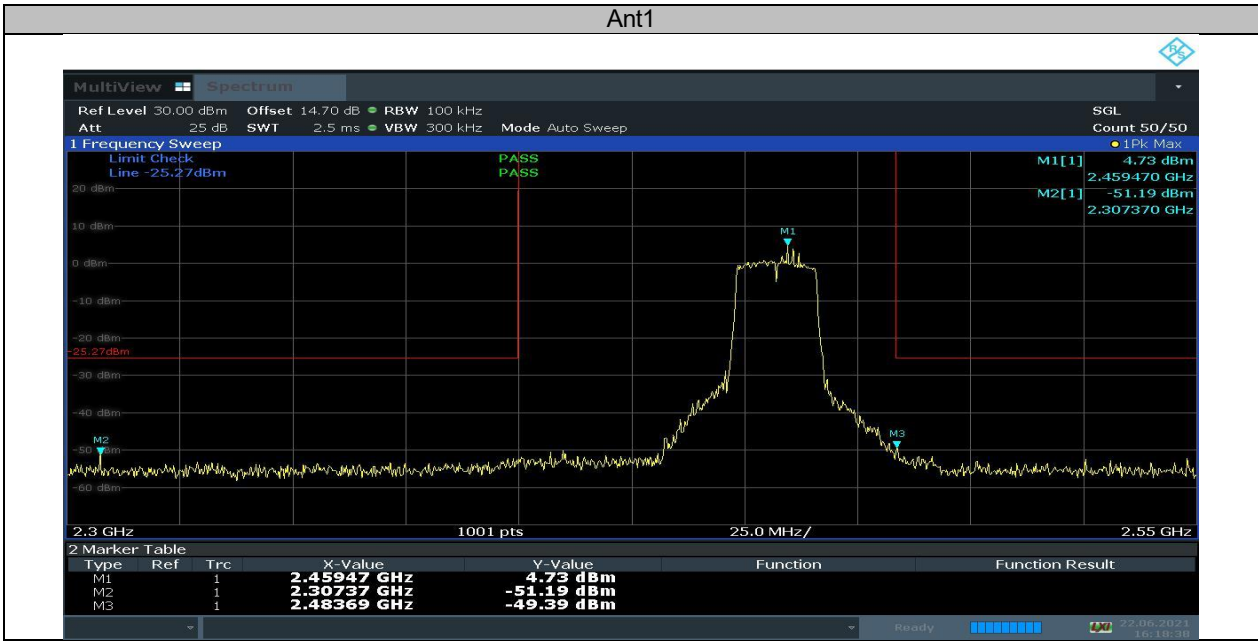 Ant1
R&S
MultiView Spectrum
Ref Level 30.00 dBm Offset 14.70 dB RBW 100 kHz SGL
Att 25 dB SWT 2.5 ms VBW 300 kHz Mode Auto Sweep Count 50/50
1 Frequency Sweep 1Pk Max
Limit Check PASS M1[1] 4.73 dBm
Line -25.27dBm PASS 2.459470 GHz
20 dBm M2[1] -51.19 dBm
2.307370 GHz
10 dBm
M1
0 dBm
-10 dBm
-20 dBm
-25.27dBm
-30 dBm
-40 dBm
M2
M3
-50 dBm
-60 dBm
2.3 GHz 1001 pts 25.0 MHz/ 2.55 GHz
2 Marker Table
Type Ref Trc X-Value Y-Value Function Function Result
M1 1 2.45947 GHz 4.73 dBm
M2 1 2.30737 GHz -51.19 dBm
M3 1 2.48369 GHz -49.39 dBm
Ready LXI 22.06.2021
16:18:38